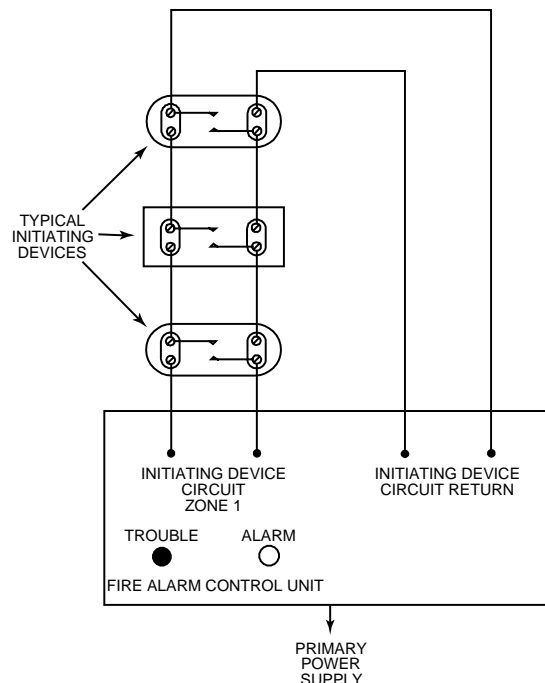 TYPICAL
INITIATING
DEVICES
INITIATING DEVICE
CIRCUIT
ZONE 1
INITIATING DEVICE
CIRCUIT RETURN
TROUBLE
ALARM
FIRE ALARM CONTROL UNIT
PRIMARY
POWER
SUPPLY